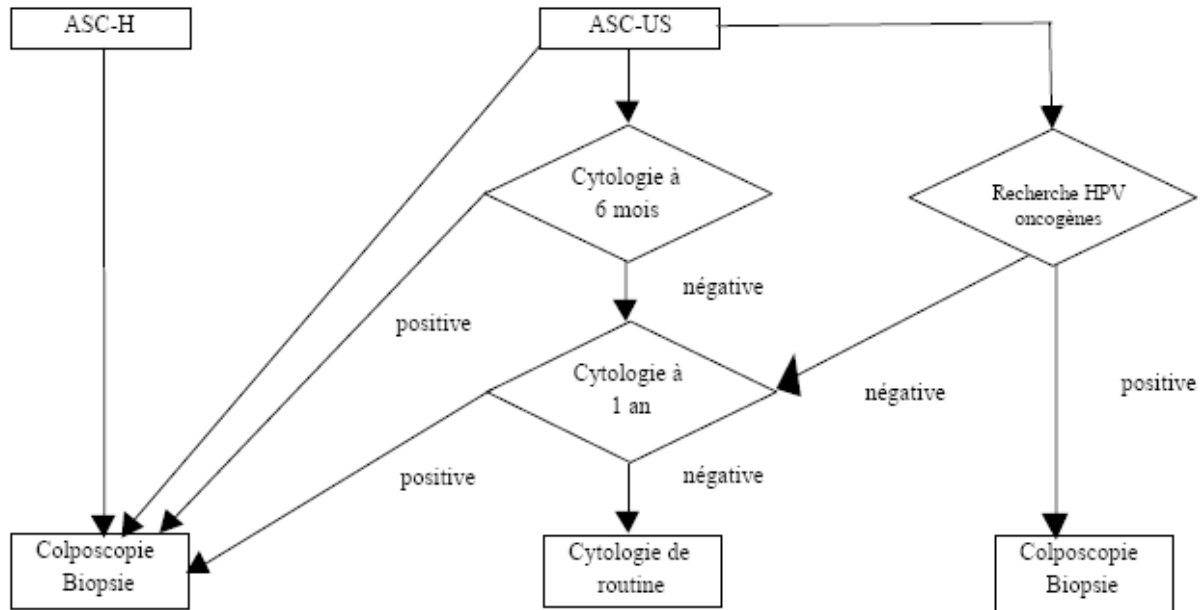 ASC-H
ASC-US
Cytologie à
6 mois
Recherche HPV
oncogènes
négative
positive
Cytologie à
1 an
négative
positive
positive
négative
Colposcopie
Biopsie
Cytologie de
routine
Colposcopie
Biopsie